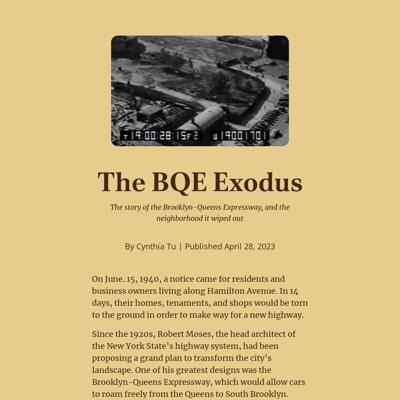 T19:00:28:15F2 W19001701
The BQE Exodus
The story of the Brooklyn-Queens Expressway, and the
neighborhood it wiped out
By Cynthia Tu | Published April 28, 2023
On June. 15, 1940, a notice came for residents and
business owners living along Hamilton Avenue. In 14
days, their homes, tenaments, and shops would be torn
to the ground in order to make way for a new highway.
Since the 1920s, Robert Moses, the head architect of
the New York State's highway system, had been
proposing a grand plan to transform the city's
landscape. One of his greatest designs was the
Brooklyn-Queens Expressway, which would allow cars
to roam freely from the Queens to South Brooklyn.